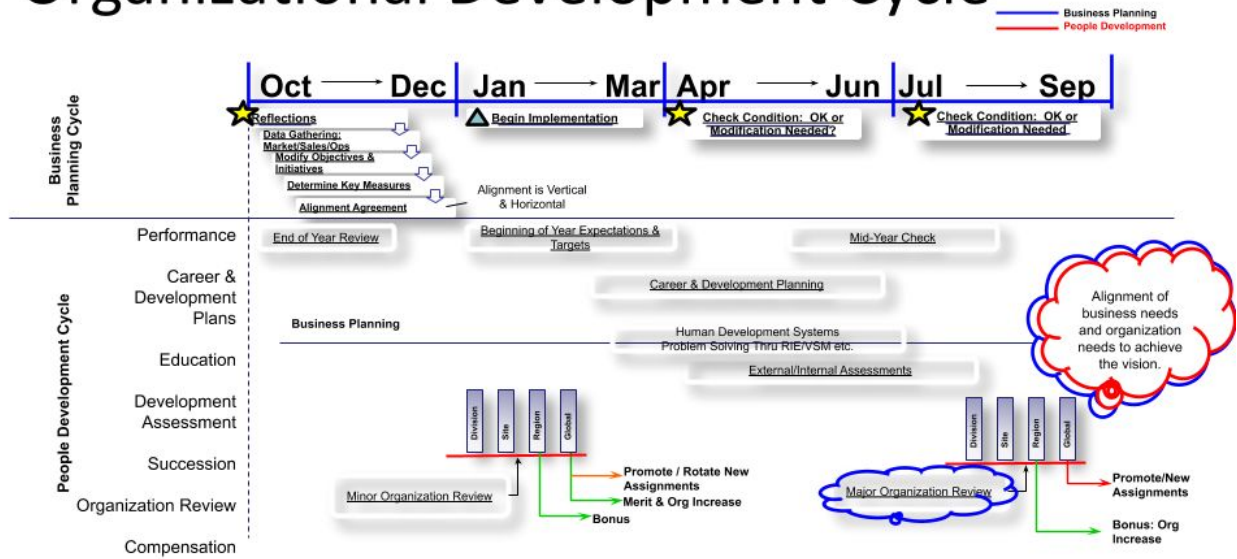 Organizational Development Cycle
Business Planning
People Development
Oct
Dec
Jan
Mar
Apr
Jun
Jul
Sep
Business
Planning Cycle
Reflections
Data Gathering:
Market/Sales/Ops
Modify Objectives &
Initiatives
Determine Key Measures
Alignment Agreement
Alignment is Vertical
& Horizontal
Begin Implementation
Check Condition: OK or
Modification Needed?
Check Condition: OK or
Modification Needed
People Development Cycle
Performance
Career &
Development
Plans
Education
Development
Assessment
Succession
Organization Review
Compensation
End of Year Review
Beginning of Year Expectations &
Targets
Mid-Year Check
Career & Development Planning
Business Planning
Human Development Systems
Problem Solving Thru RIE/VSM etc.
External/Internal Assessments
Alignment of
business needs
and organization
needs to achieve
the vision.
Division
Site
Region
Global
Minor Organization Review
Promote / Rotate New
Assignments
Merit & Org Increase
Bonus
Division
Site
Region
Global
Major Organization Review
Promote/New
Assignments
Bonus: Org
Increase